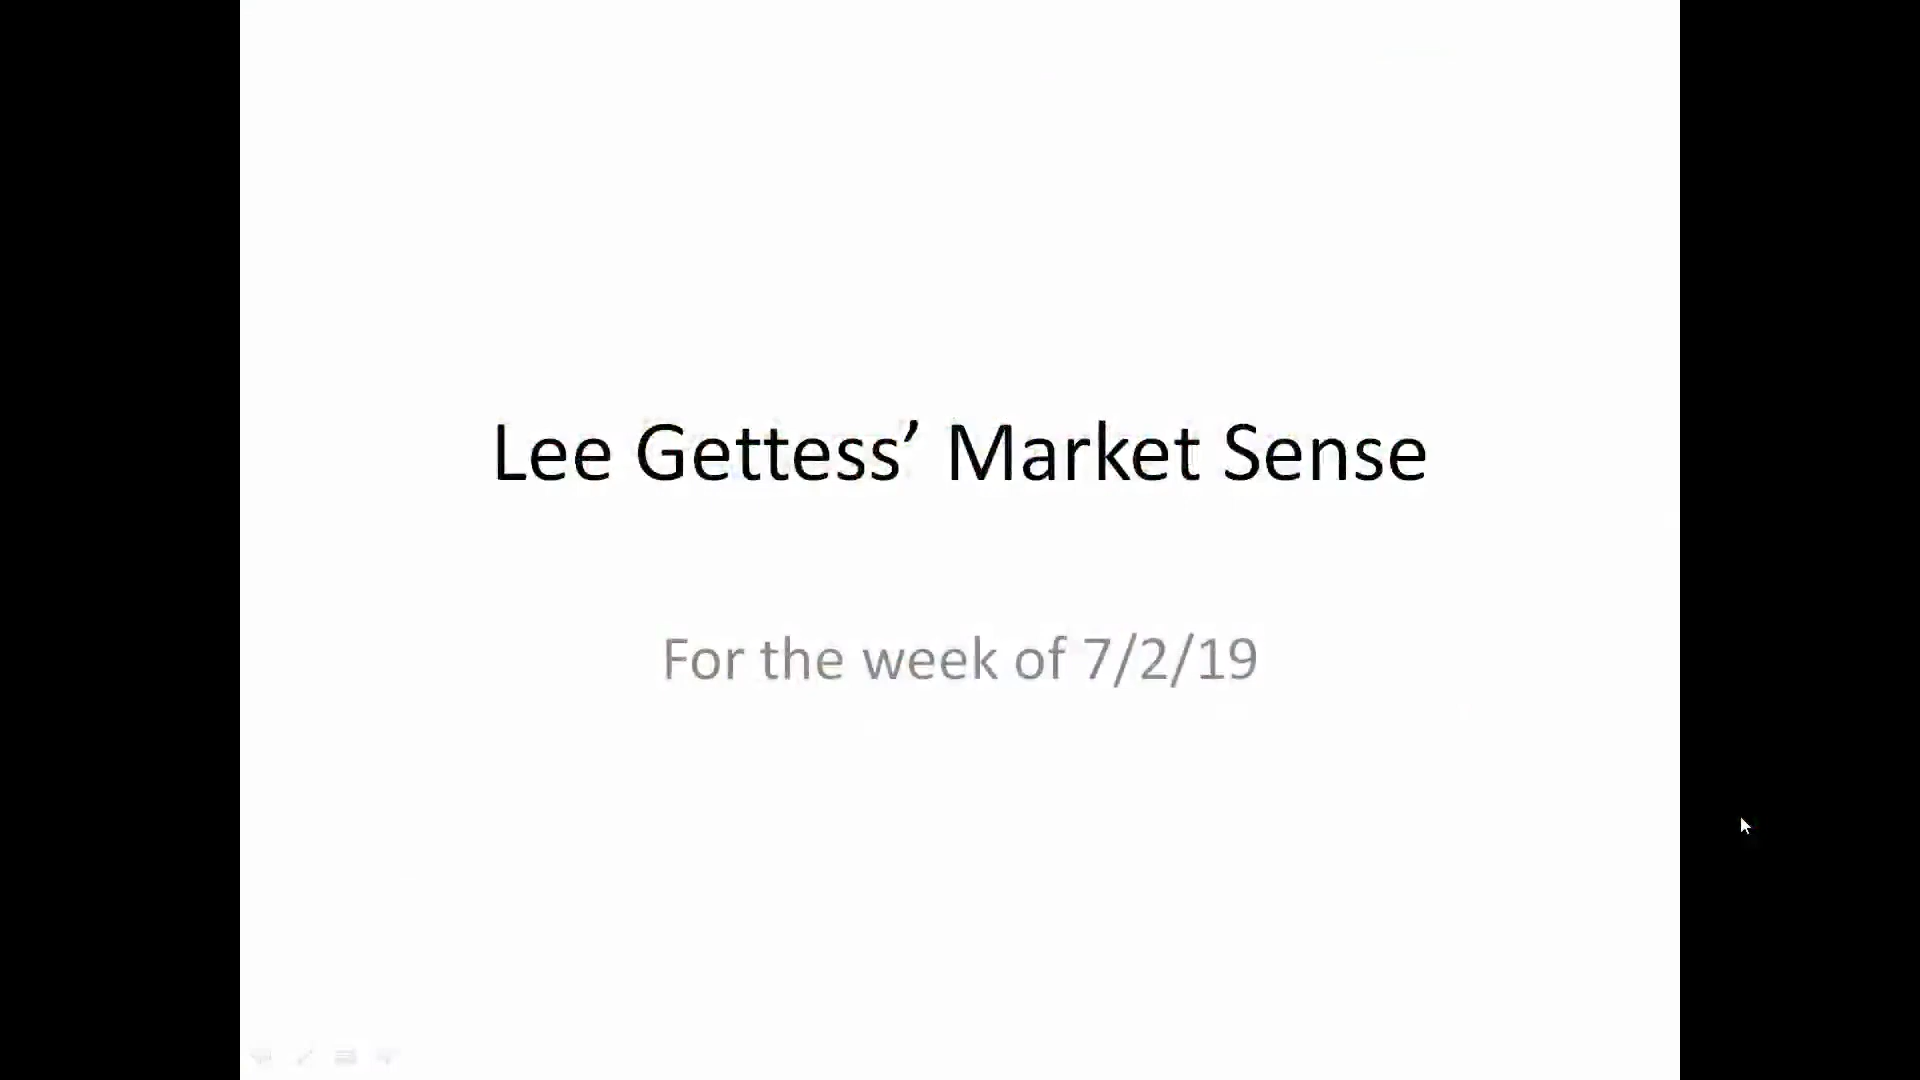 Lee Gettess’ Market Sense
For the week of 7/2/19